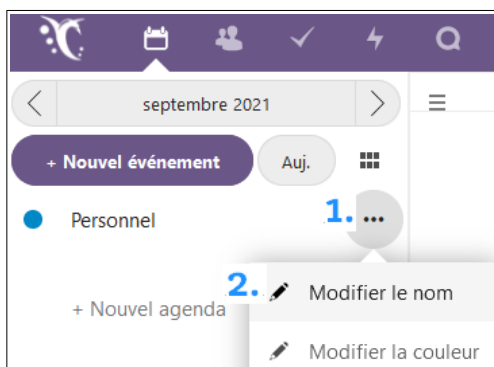 septembre 2021
+ Nouvel événement
Auj.
Personnel
1.
2.
Modifier le nom
+ Nouvel agenda
Modifier la couleur